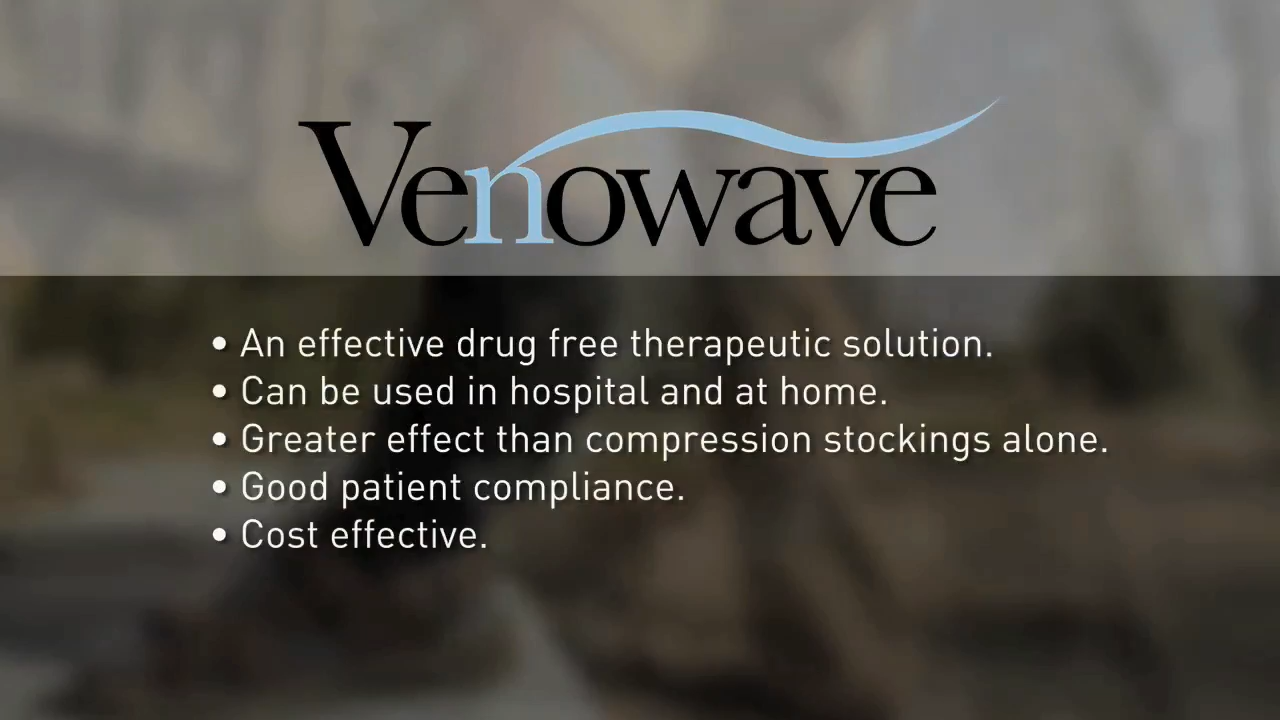 Venowave
• An effective drug free therapeutic solution.
• Can be used in hospital and at home.
• Greater effect than compression stockings alone.
• Good patient compliance.
• Cost effective.